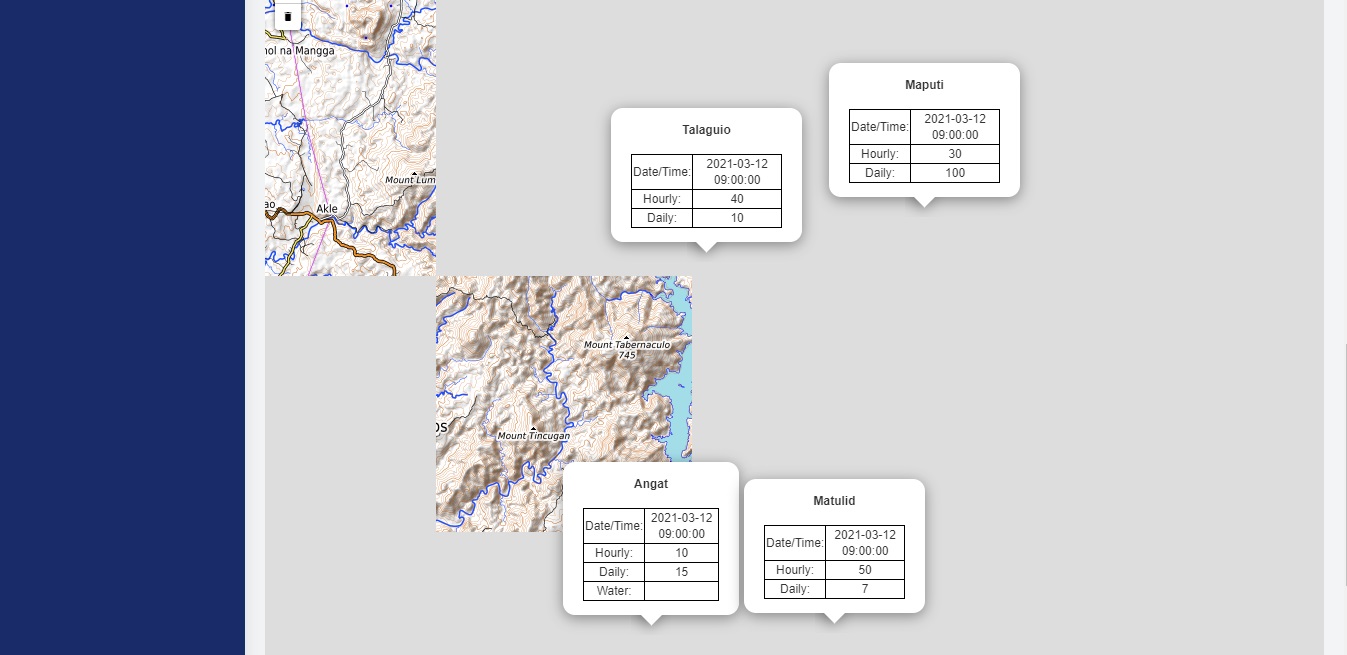 nol na Mangga
Mount Lum
ao
Akle
Maputi
Date/Time: 2021-03-12 09:00:00
Hourly: 30
Daily: 100
Talaguio
Date/Time: 2021-03-12 09:00:00
Hourly: 40
Daily: 10
Mount Tabernaculo
745
os
Mount Tincugan
Angat
Date/Time: 2021-03-12 09:00:00
Hourly: 10
Daily: 15
Water:
Matulid
Date/Time: 2021-03-12 09:00:00
Hourly: 50
Daily: 7